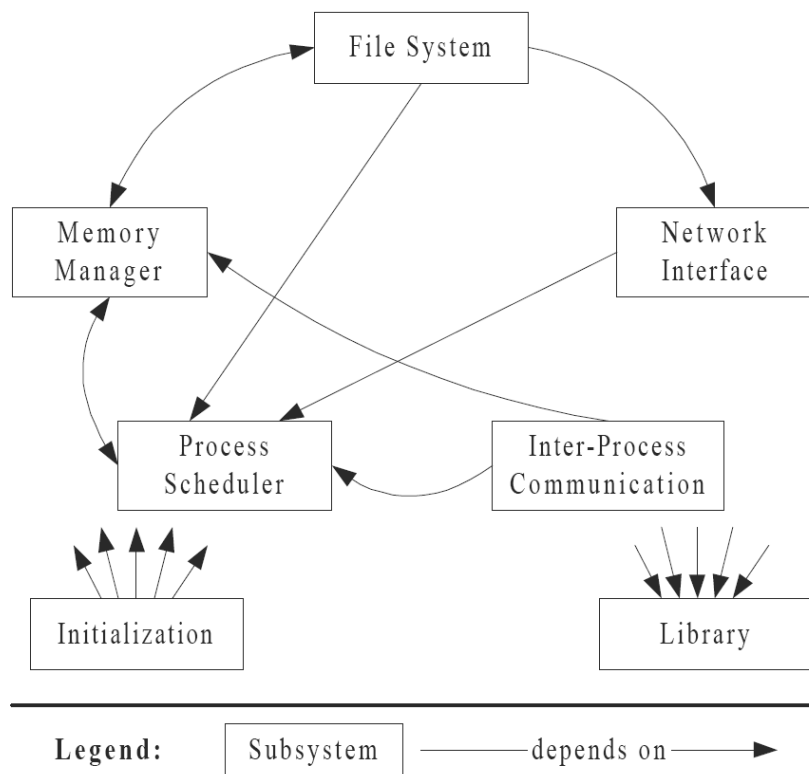 File System
Memory
Manager
Network
Interface
Process
Scheduler
Inter-Process
Communication
Initialization
Library
Legend:
Subsystem
depends on